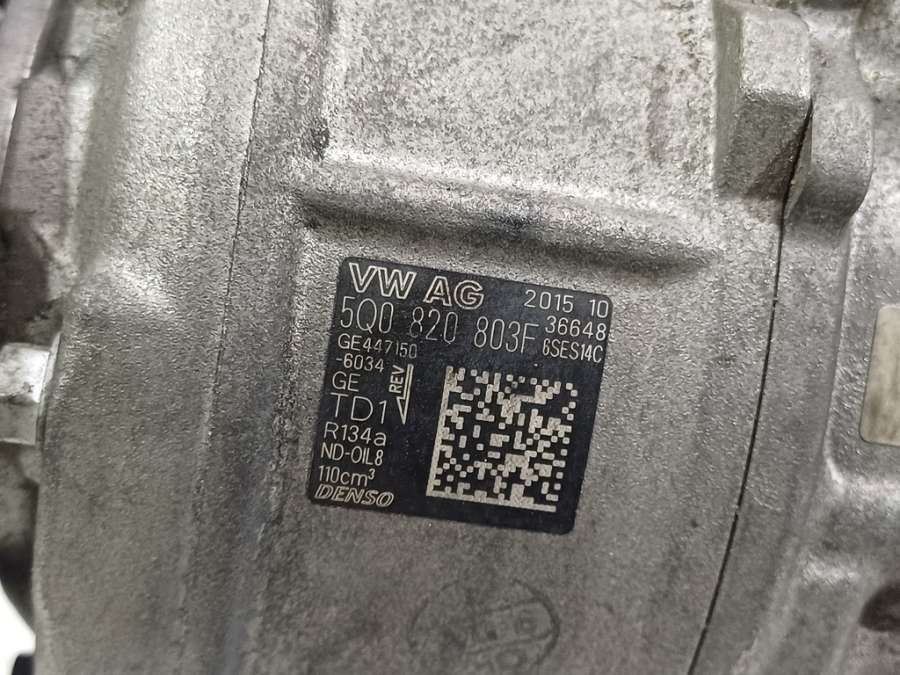 VW AG 2015 10
5Q0 820 803F 36648
6SES14C
GE447150
-6034
GE REV
TD1
R134a
ND-OIL8
110cm³
DENSO